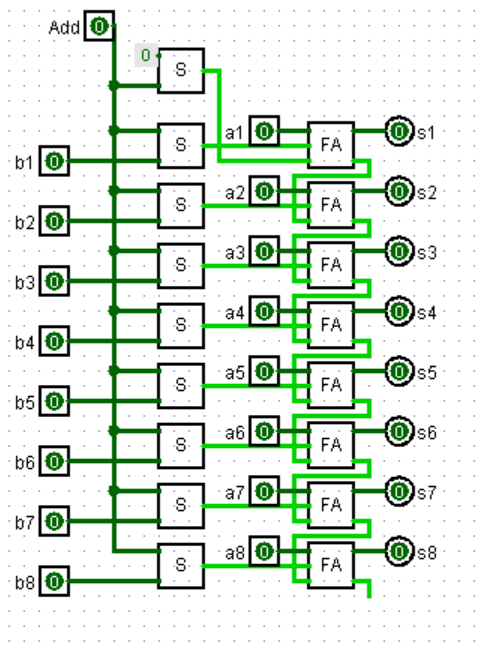 Add 0
0 S
a1 0 FA 0 s1
S
b1 0
a2 0 FA 0 s2
S
b2 0
a3 0 FA 0 s3
S
b3 0
a4 0 FA 0 s4
S
b4 0
a5 0 FA 0 s5
S
b5 0
a6 0 FA 0 s6
S
b6 0
a7 0 FA 0 s7
S
b7 0
a8 0 FA 0 s8
S
b8 0